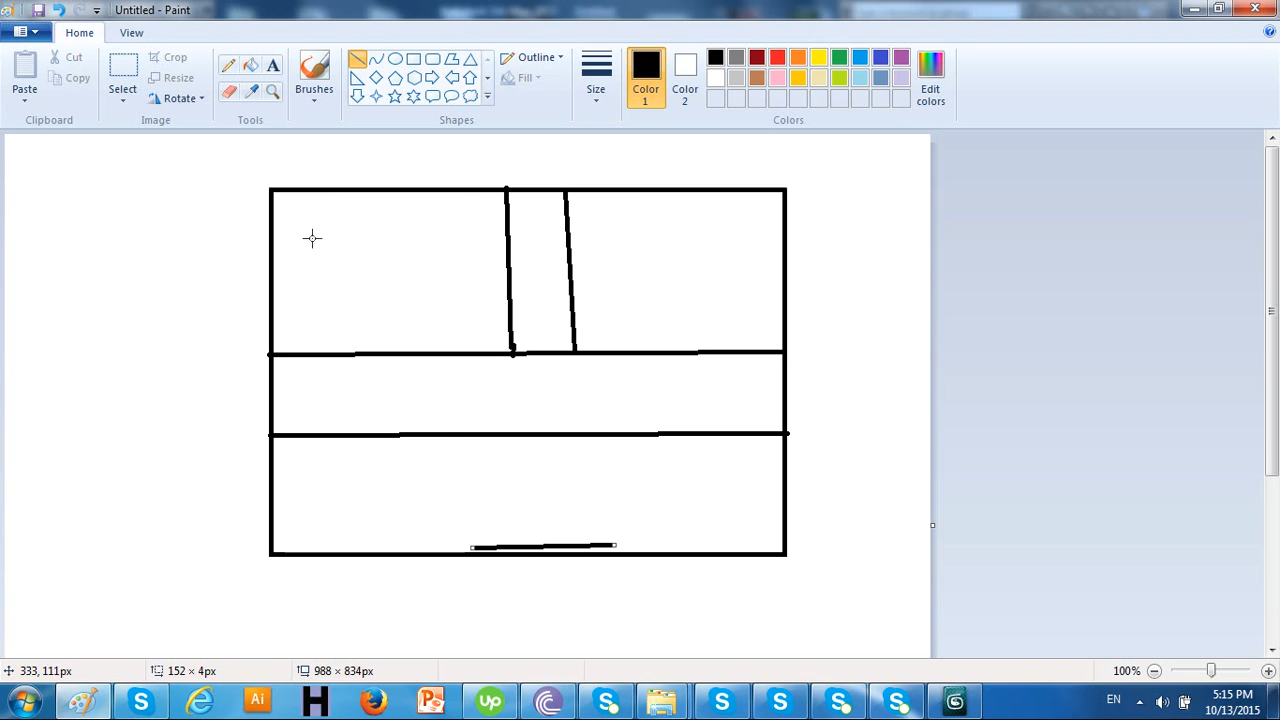 Untitled - Paint
Home View
Paste
Cut
Copy
Clipboard
Select
Crop
Resize
Rotate
Image
A
Tools
Brushes
Shapes
Outline
Fill
Size
Color 1
Color 2
Edit colors
Colors
333, 111px
152 × 4px
988 × 834px
100%
Ai
H
P
Up
EN
5:15 PM
10/13/2015